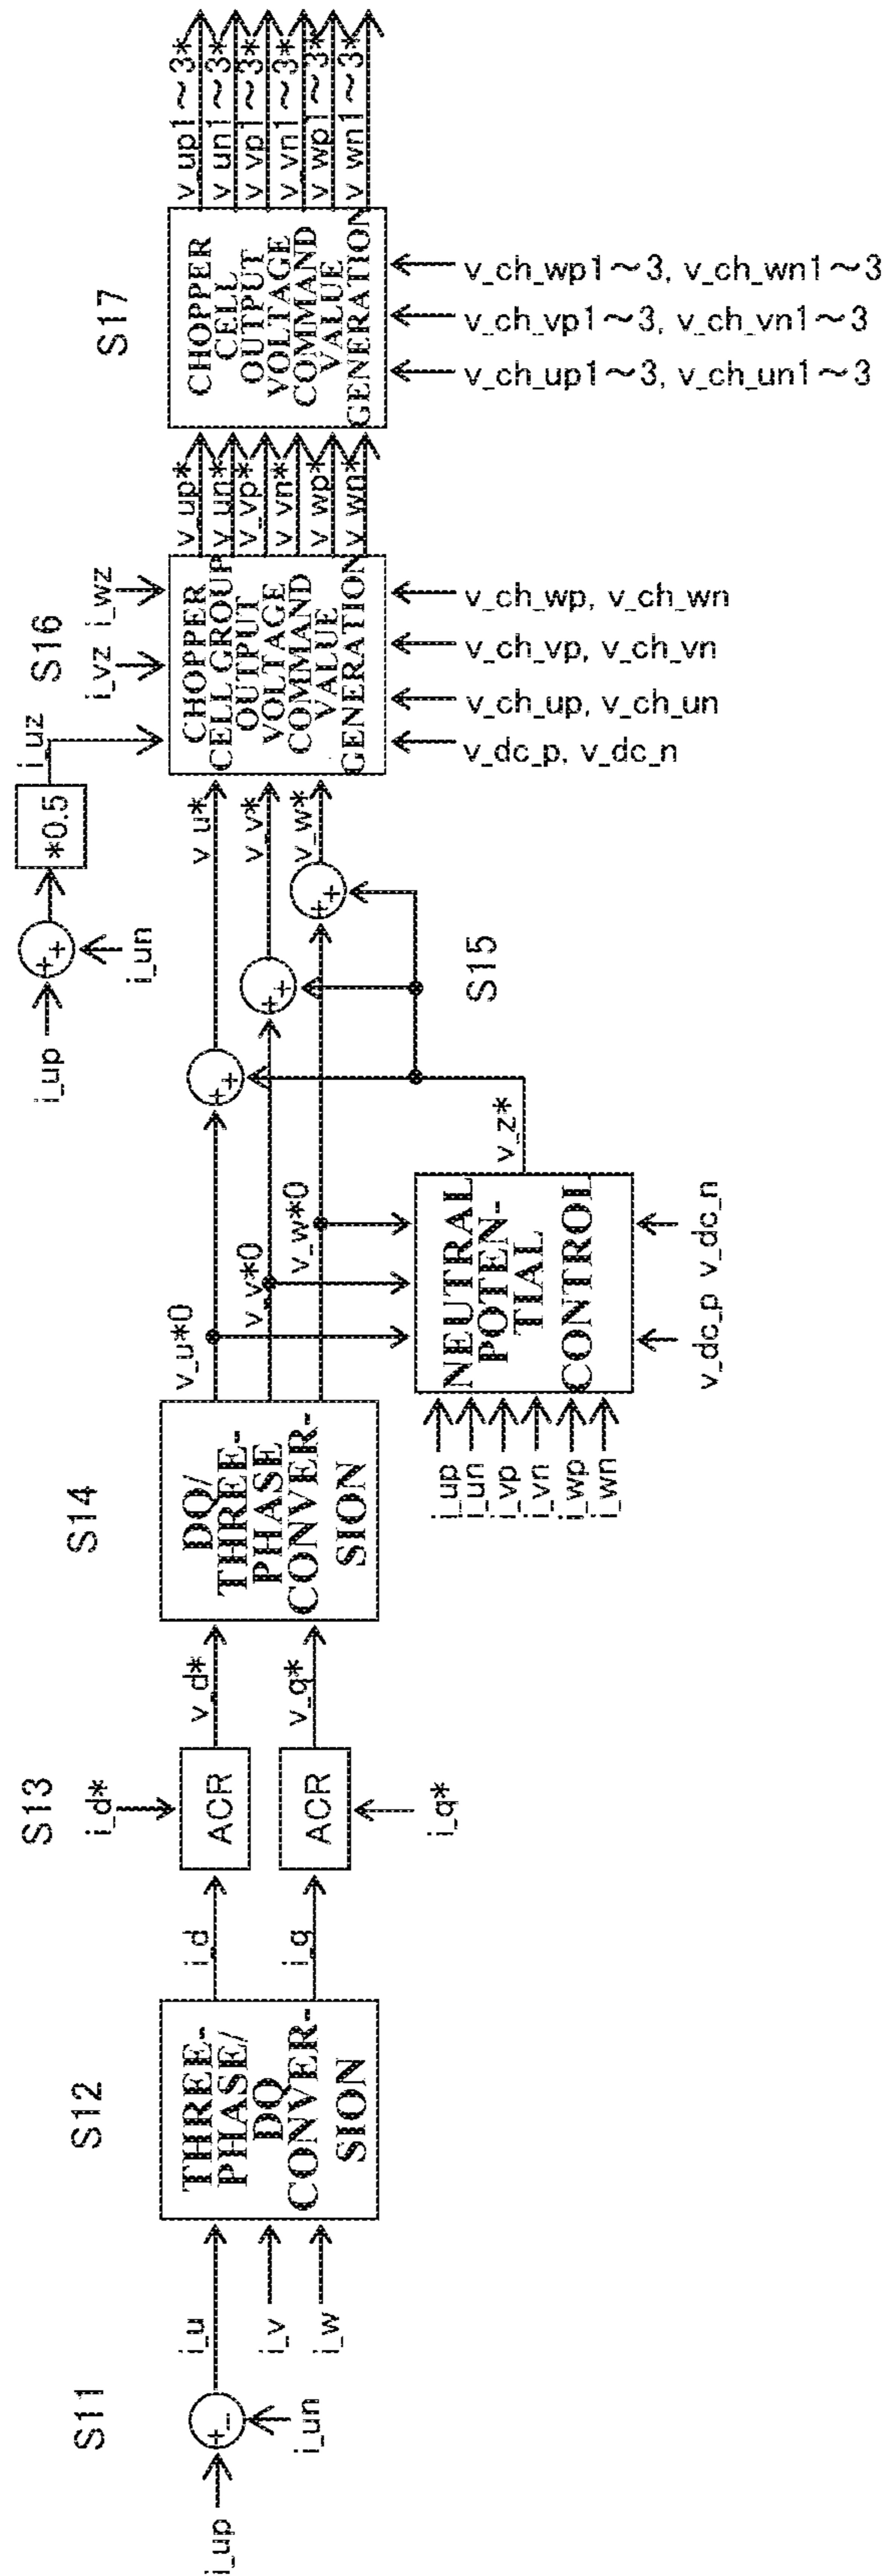 S11
i_up
+
-
i_un
i_u
i_v
i_w
S12
THREE-
PHASE/
DQ
CONVER-
SION
i_d
i_q
S13
i_d*
ACR
ACR
i_q*
v_d*
v_q*
S14
DQ/
THREE-
PHASE
CONVER-
SION
v_u*0
v_v*0
v_w*0
i_up
i_un
i_vp
i_vn
i_wp
i_wn
NEUTRAL
POTEN-
TIAL
CONTROL
v_dc_p
v_dc_n
v_z*
S15
+
+
+
+
+
+
v_u*
v_v*
v_w*
i_up
+
+
i_un
*0.5
i_uz
S16
i_vz
i_wz
CHOPPER
CELL GROUP
OUTPUT
VOLTAGE
COMMAND
VALUE
GENERATION
v_dc_p, v_dc_n
v_ch_up, v_ch_un
v_ch_vp, v_ch_vn
v_ch_wp, v_ch_wn
v_up*
v_un*
v_vp*
v_vn*
v_wp*
v_wn*
S17
CHOPPER
CELL
OUTPUT
VOLTAGE
COMMAND
VALUE
GENERATION
v_ch_up1~3, v_ch_un1~3
v_ch_vp1~3, v_ch_vn1~3
v_ch_wp1~3, v_ch_wn1~3
v_up1~3*
v_un1~3*
v_vp1~3*
v_vn1~3*
v_wp1~3*
v_wn1~3*